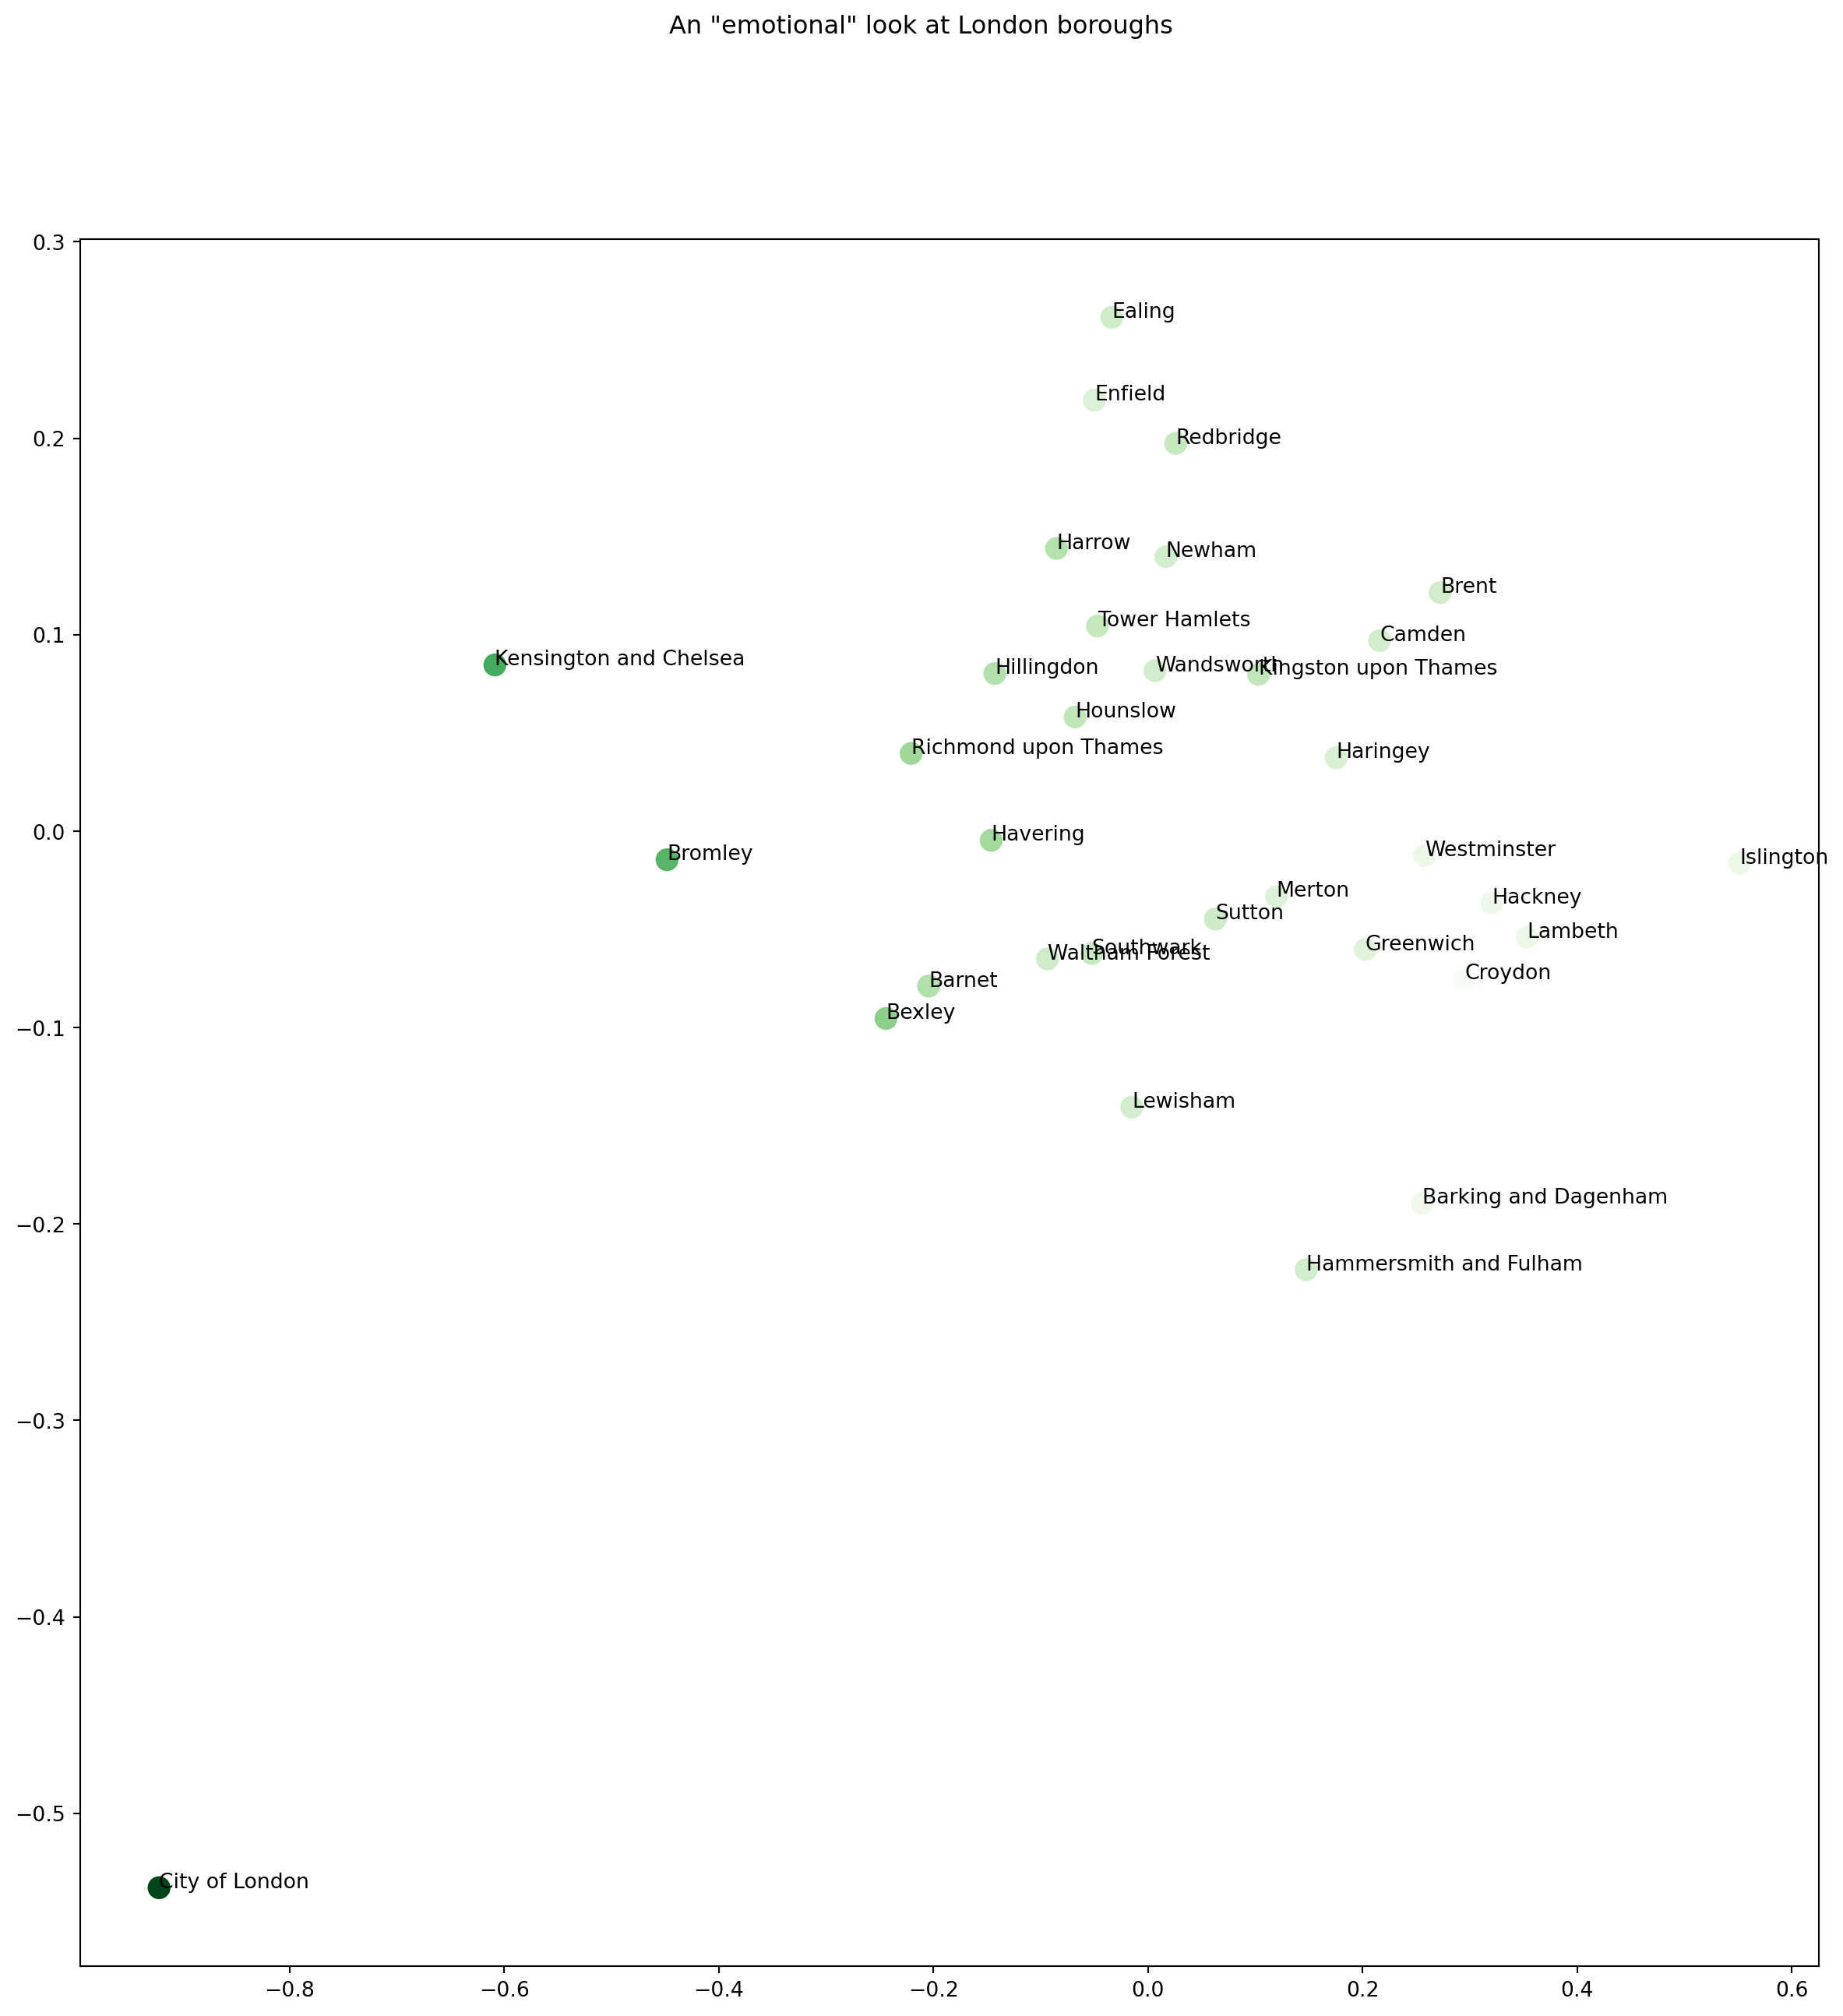 An "emotional" look at London boroughs
0.3
Ealing
Enfield
0.2
Redbridge
Harrow
Newham
Brent
0.1
Tower Hamlets
Camden
Kensington and Chelsea
Hillingdon
Wandsworth
Kingston upon Thames
Hounslow
Richmond upon Thames
Haringey
0.0
Havering
Bromley
Westminster
Islington
Merton
Hackney
Sutton
Lambeth
Southwark
Waltham Forest
Greenwich
Croydon
Barnet
−0.1
Bexley
Lewisham
−0.2
Barking and Dagenham
Hammersmith and Fulham
−0.3
−0.4
−0.5
City of London
−0.8 −0.6 −0.4 −0.2 0.0 0.2 0.4 0.6